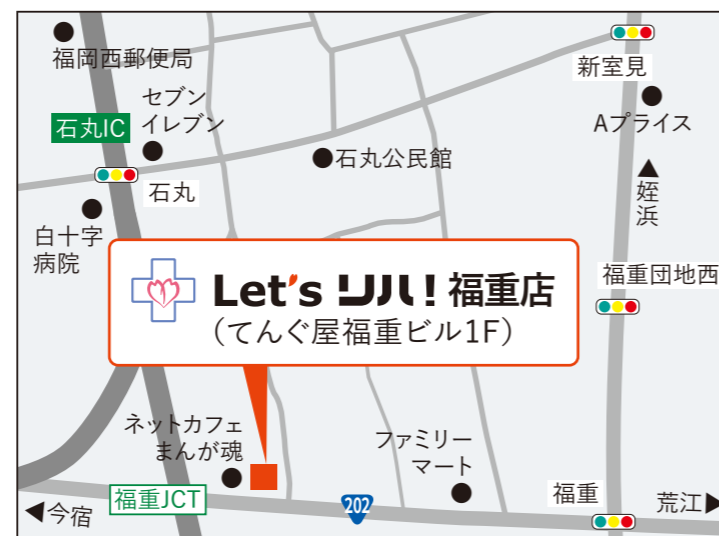 福岡西郵便局
新室見
セブン
イレブン
Aプライス
石丸IC
石丸公民館
石丸
姪浜
白十字
病院
福重団地西
Let'sリハ!福重店
(てんぐ屋福重ビル1F)
ネットカフェ
まんが魂
ファミリー
マート
福重JCT
202
福重
荒江
今宿